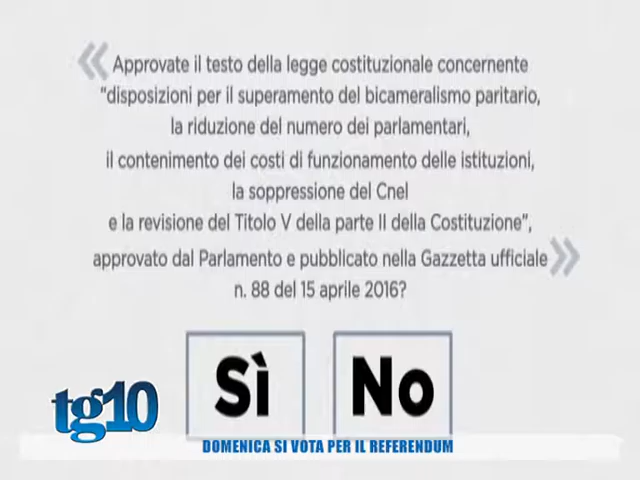 « Approvate il testo della legge costituzionale concernente
"disposizioni per il superamento del bicameralismo paritario,
la riduzione del numero dei parlamentari,
il contenimento dei costi di funzionamento delle istituzioni,
la soppressione del Cnel
e la revisione del Titolo V della parte II della Costituzione",
approvato dal Parlamento e pubblicato nella Gazzetta ufficiale »
n. 88 del 15 aprile 2016?
Sì No
tg10
DOMENICA SI VOTA PER IL REFERENDUM